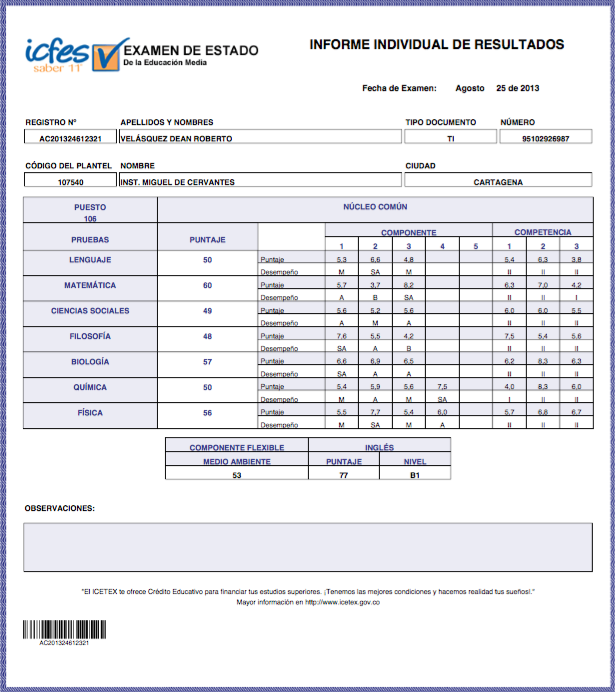 icfes EXAMEN DE ESTADO
saber 11° De la Educación Media
INFORME INDIVIDUAL DE RESULTADOS
Fecha de Examen: Agosto 25 de 2013
REGISTRO Nº APELLIDOS Y NOMBRES TIPO DOCUMENTO NÚMERO
AC201324612321 VELÁSQUEZ DEAN ROBERTO TI 95102926987
CÓDIGO DEL PLANTEL NOMBRE CIUDAD
107540 INST. MIGUEL DE CERVANTES CARTAGENA
PUESTO NÚCLEO COMÚN
106
PRUEBAS PUNTAJE COMPONENTE COMPETENCIA
1 2 3 4 5 1 2 3
LENGUAJE 50 Puntaje 5,3 6,6 4,8 5,4 6,3 3,8
Desempeño M SA M II II II
MATEMÁTICA 60 Puntaje 5,7 3,7 8,2 6,3 7,0 4,2
Desempeño A B SA II II I
CIENCIAS SOCIALES 49 Puntaje 5,6 5,2 5,6 6,0 6,0 5,5
Desempeño A M A II II II
FILOSOFÍA 48 Puntaje 7,6 5,5 4,2 7,5 5,4 5,6
Desempeño SA A B II II II
BIOLOGÍA 57 Puntaje 6,6 6,9 6,5 6,2 8,3 6,3
Desempeño SA A A II II II
QUÍMICA 50 Puntaje 5,4 5,9 5,6 7,5 4,0 8,3 6,0
Desempeño M A M SA I II II
FÍSICA 56 Puntaje 5,5 7,7 5,4 6,0 5,7 6,8 6,7
Desempeño M SA M A II II II
COMPONENTE FLEXIBLE INGLÉS
MEDIO AMBIENTE PUNTAJE NIVEL
53 77 B1
OBSERVACIONES:
"El ICETEX te ofrece Crédito Educativo para financiar tus estudios superiores. ¡Tenemos las mejores condiciones y hacemos realidad tus sueños!."
Mayor información en http://www.icetex.gov.co
AC201324612321